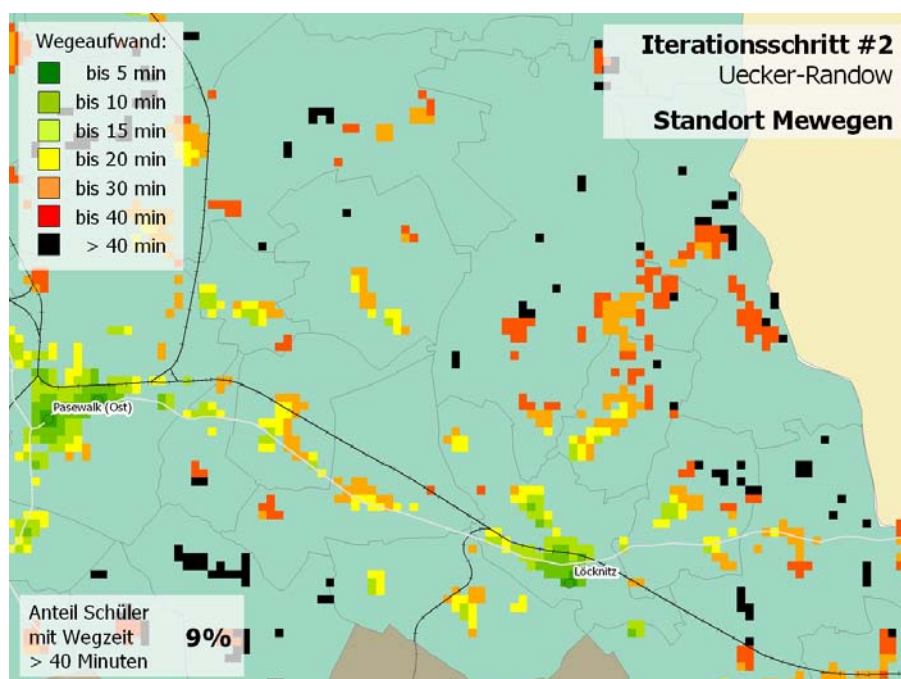 Wegeaufwand:
bis 5 min
bis 10 min
bis 15 min
bis 20 min
bis 30 min
bis 40 min
> 40 min
Iterationsschritt #2
Uecker-Randow
Standort Mewegen
Pasewalk (Ost)
Löcknitz
Anteil Schüler
mit Wegzeit 9%
> 40 Minuten